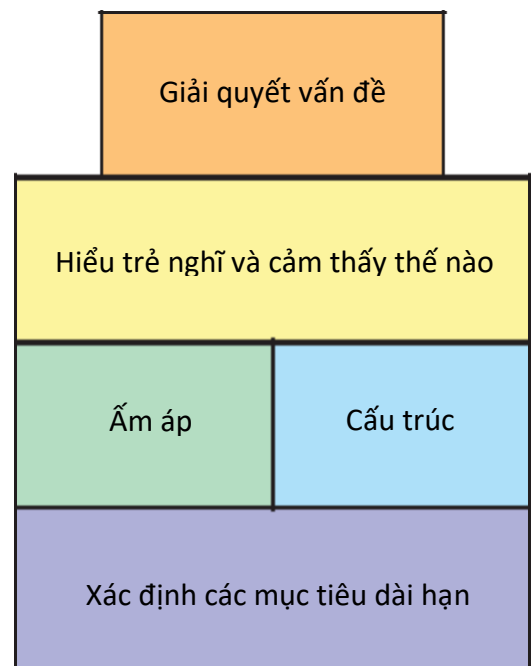 Giải quyết vấn đề
Hiểu trẻ nghĩ và cảm thấy thế nào
Ấm áp
Cấu trúc
Xác định các mục tiêu dài hạn